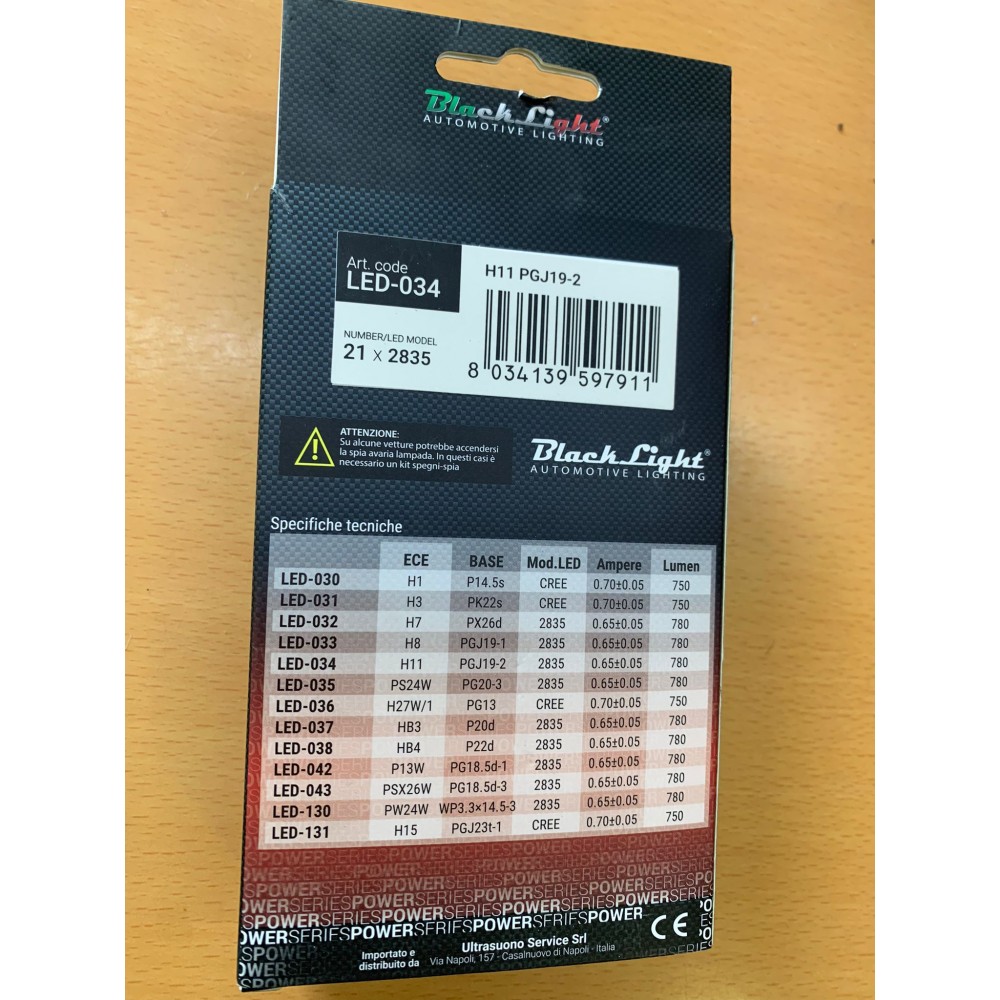 Black Light®
AUTOMOTIVE LIGHTING
Art. code
LED-034
H11 PGJ19-2
NUMBER/LED MODEL
21 x 2835
8 034139 597911
ATTENZIONE:
Su alcune vetture potrebbe accendersi
la spia avaria lampada. In questi casi è
necessario un kit spegni-spia
Black Light®
AUTOMOTIVE LIGHTING
Specifiche tecniche
ECE BASE Mod.LED Ampere Lumen
LED-030 H1 P14.5s CREE 0.70±0.05 750
LED-031 H3 PK22s CREE 0.70±0.05 750
LED-032 H7 PX26d 2835 0.65±0.05 780
LED-033 H8 PGJ19-1 2835 0.65±0.05 780
LED-034 H11 PGJ19-2 2835 0.65±0.05 780
LED-035 PS24W PG20-3 2835 0.65±0.05 780
LED-036 H27W/1 PG13 CREE 0.70±0.05 750
LED-037 HB3 P20d 2835 0.65±0.05 780
LED-038 HB4 P22d 2835 0.65±0.05 780
LED-042 P13W PG18.5d-1 2835 0.65±0.05 780
LED-043 PSX26W PG18.5d-3 2835 0.65±0.05 780
LED-130 PW24W WP3.3×14.5-3 2835 0.65±0.05 780
LED-131 H15 PGJ23t-1 CREE 0.70±0.05 750
POWERSERIESPOWERSERIESPOWERSERIESPOWER
CE
Importato e
distribuito da
Ultrasuono Service Srl
Via Napoli, 157 - Casalnuovo di Napoli - Italia